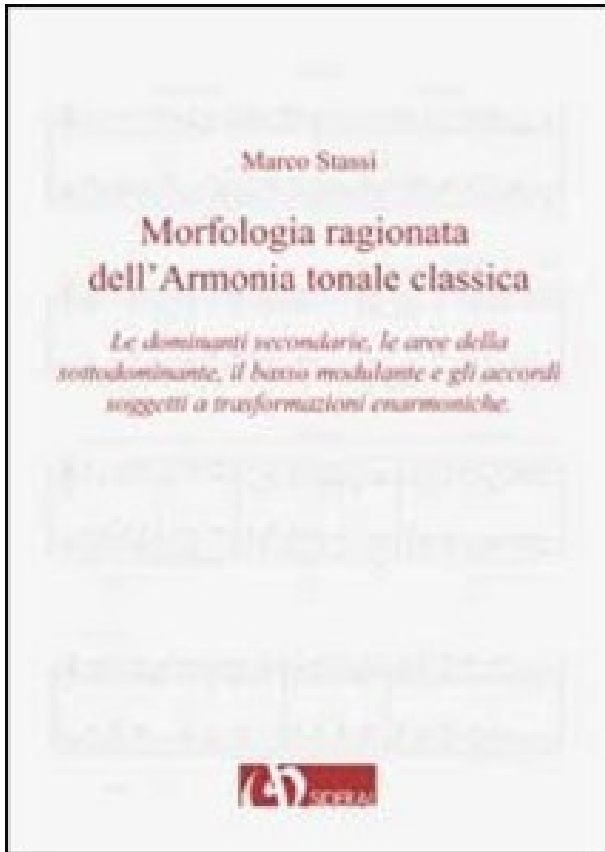 Marco Stassi
Morfologia ragionata
dell'Armonia tonale classica
Le dominanti secondarie, le aree della
sottodominante, il basso modulante e gli accordi
soggetti a trasformazioni enarmoniche.